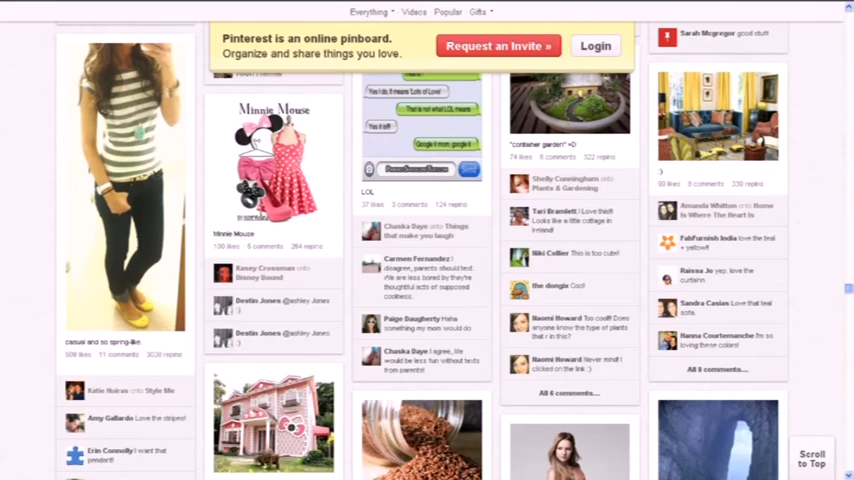 Everything
Videos
Popular
Gifts
Pinterest is an online pinboard.
Organize and share things you love.
Request an Invite »
Login
casual and so spring-like.
11 comments
Katie Huiras onto Style Me
Amy Gallardo Love the stripes!
Erin Connolly I want that
pendant!
Minnie Mouse
Minnie Mouze
100 likes 5 comments 264 repins
Kasey Crossman onto
Disney Bound
Destin Jones @ashley Jones
:)
Destin Jones @ashley Jones
:)
Yes I do, it means 'Lots of Love'
That is not what LOL means
Yes it is!!
Google it mom, google it
LOL
37 likes 3 comments 124 repins
Chaska Daye onto Things
that make you laugh
Carmen Fernandez I
disagree, parents should text.
We are less bored by they're
thoughtful acts of supposed
coolness.
Paige Daugherty Haha
something my mom would do
Chaska Daye I agree, life
would be less fun without texts
from parents!
"container garden" =D
74 likes 6 comments 322 repins
Shelly Cunningham onto
Plants & Gardening
Tari Bramlett I Love this!!
Looks like a little cottage in
Ireland!
Niki Collier This is too cute!!
the dongix Cool!
Naomi Howard Too cool!! Does
anyone know the type of plants
that r in this?
Naomi Howard Never mind! I
clicked on the link :)
All 6 comments...
Sarah Mcgregor good stuff!
:)
90 likes 8 comments 330 repins
Amanda Whitton onto Home
Is Where The Heart Is
FabFurnish India love the teal
+ yellow!!
Raissa Jo yep. love the
curtain
Sandra Casias Love that teal
sofa.
Hanna Courtemanche I'm so
loving these colors!
All 8 comments...
Scroll
to Top